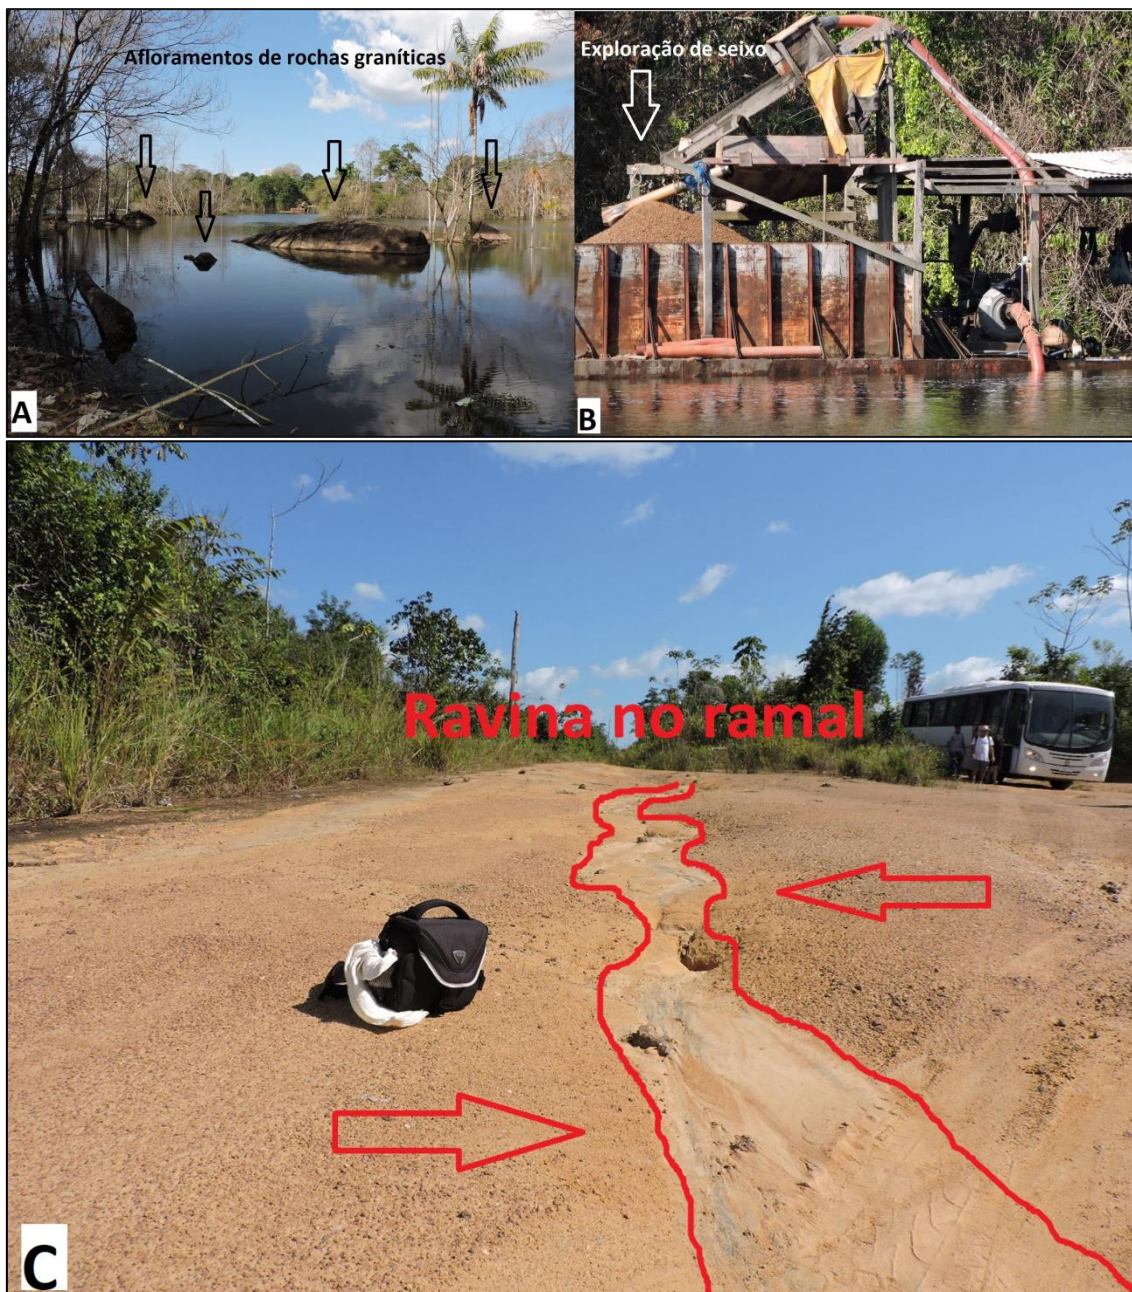 Afloramentos de rochas graníticas
Exploração de seixo
A
B
Ravina no ramal
C